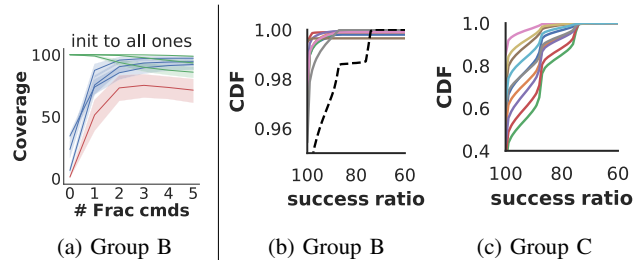 init to all ones
Coverage
100
50
0
0 1 2 3 4 5
# Frac cmds
(a) Group B
CDF
1.00
0.98
0.96
100 80 60
success ratio
(b) Group B
CDF
1.0
0.8
0.6
0.4
100 80 60
success ratio
(c) Group C